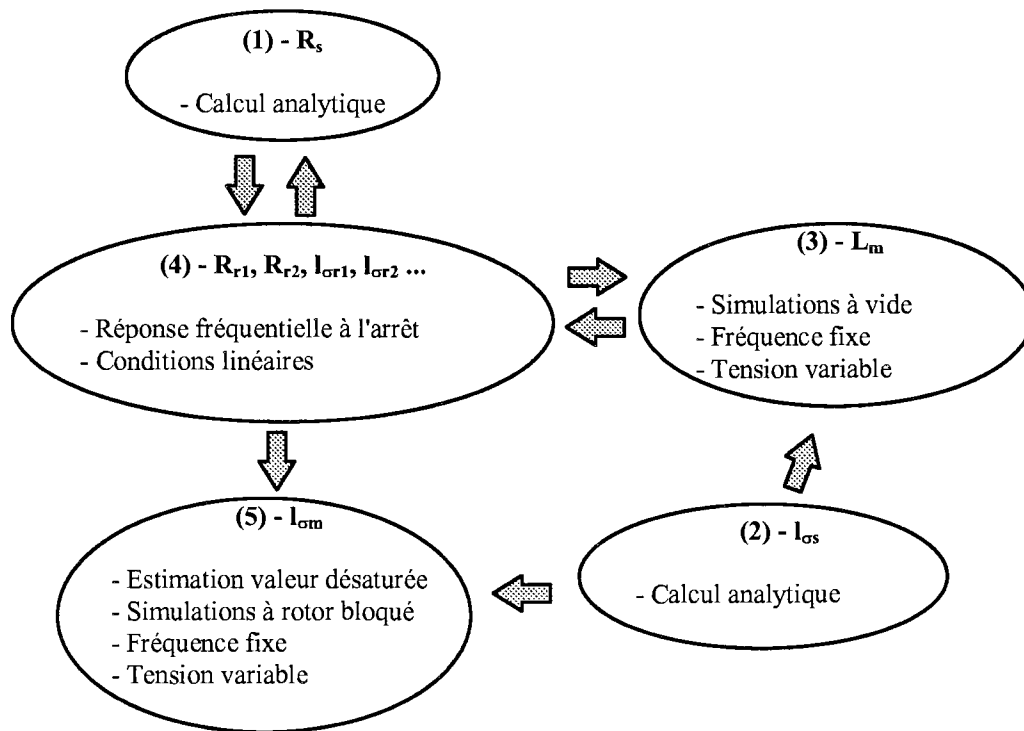 (1) - Rs
- Calcul analytique
(4) - Rr1, Rr2, lσr1, lσr2 ...
- Réponse fréquentielle à l'arrêt
- Conditions linéaires
(3) - Lm
- Simulations à vide
- Fréquence fixe
- Tension variable
(5) - lσm
- Estimation valeur désaturée
- Simulations à rotor bloqué
- Fréquence fixe
- Tension variable
(2) - lσs
- Calcul analytique